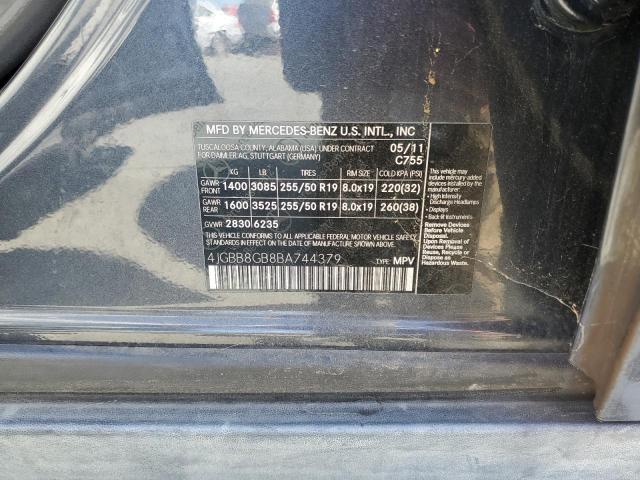 MFD BY MERCEDES-BENZ U.S. INTL., INC
TUSCALOOSA COUNTY, ALABAMA (USA) UNDER CONTRACT 05/11
FOR DAIMLER AG, STUTTGART (GERMANY) C755
KG LB TIRES RIM SIZE COLD KPA (PSI)
GAWR FRONT 1400 3085 255/50 R19 8.0x19 220(32)
GAWR REAR 1600 3525 255/50 R19 8.0x19 260(38)
GVWR 2830 6235
THIS VEHICLE CONFORMS TO ALL APPLICABLE U.S. FEDERAL MOTOR VEHICLE
SAFETY STANDARDS IN EFFECT ON THE DATE OF MANUFACTURE SHOWN ABOVE.
4JGBB8GB8BA744379 TYPE: MPV
This vehicle may
include mercury-added
devices installed by the
manufacturer:
• High Intensity
Discharge Headlamps
• Displays
• Back lit Instruments
Remove Devices
Before Vehicle Disposal.
Upon Removal of
Devices Please
Reuse, Recycle or
Dispose as
Hazardous Waste.